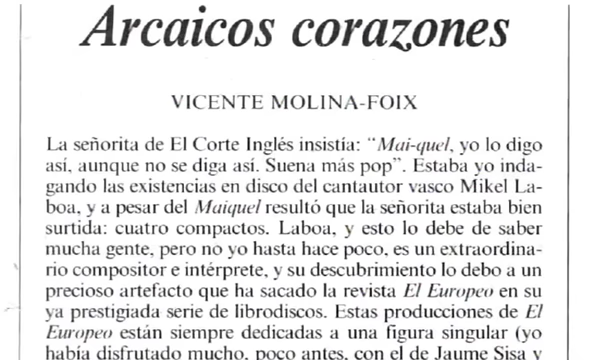 Arcaicos corazones
VICENTE MOLINA-FOIX
La señorita de El Corte Inglés insistía: “Mai-quel, yo lo digo
así, aunque no se diga así. Suena más pop”. Estaba yo inda-
gando las existencias en disco del cantautor vasco Mikel La-
boa, y a pesar del Maiquel resultó que la señorita estaba bien
surtida: cuatro compactos. Laboa, y esto lo debe de saber
mucha gente, pero no yo hasta hace poco, es un extraordina-
rio compositor e intérprete, y su descubrimiento lo debo a un
precioso artefacto que ha sacado la revista El Europeo en su
ya prestigiada serie de librodiscos. Estas producciones de El
Europeo están siempre dedicadas a una figura singular (yo
había disfrutado mucho, poco antes, con el de Jaume Sisa y